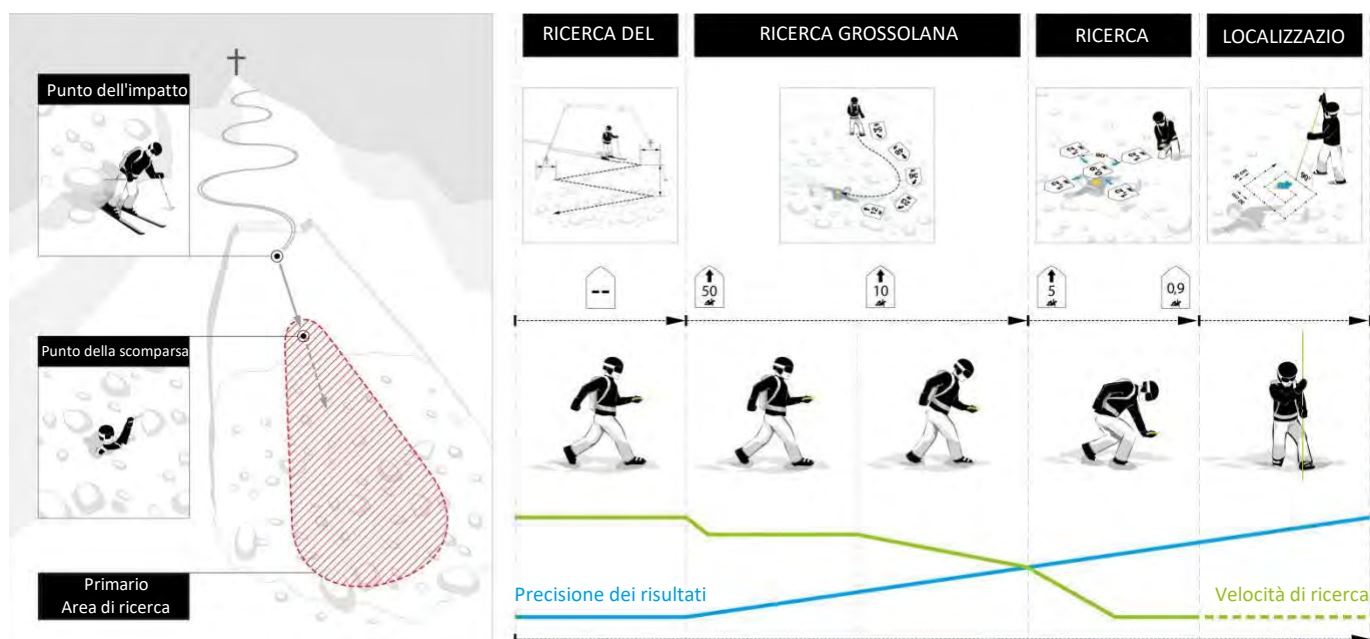 Punto dell'impatto
Punto della scomparsa
Primario
Area di ricerca
RICERCA DEL
RICERCA GROSSOLANA
RICERCA
LOCALIZZAZIO
--
50
10
5
0,9
Precisione dei risultati
Velocità di ricerca